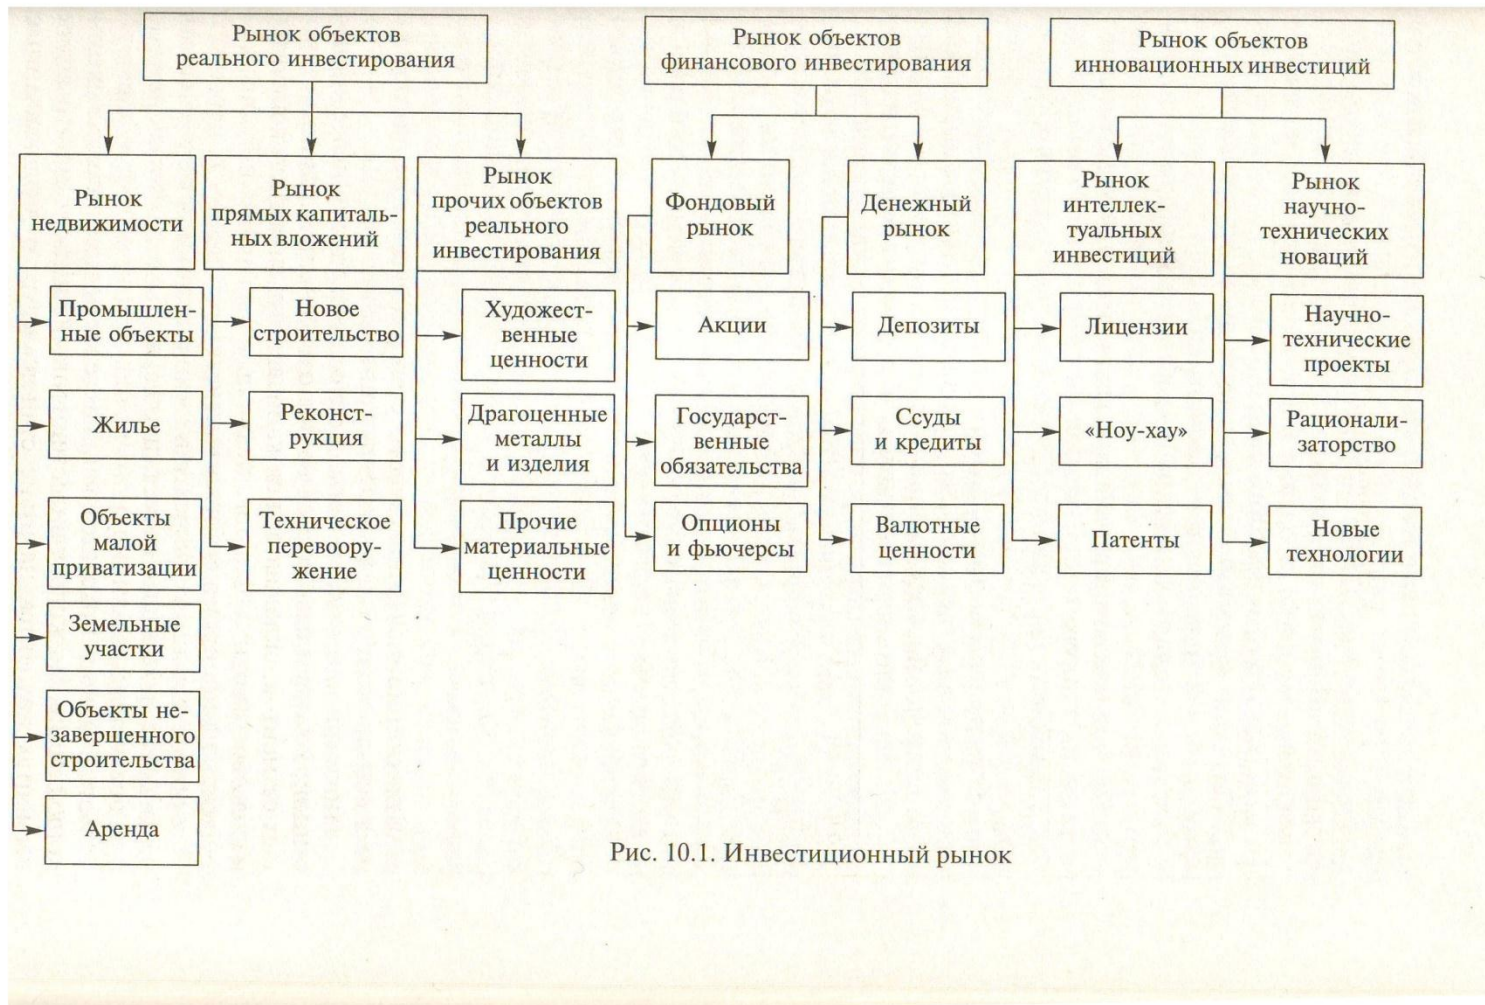 Рынок объектов
реального инвестирования
Рынок объектов
финансового инвестирования
Рынок объектов
инновационных инвестиций
Рынок
недвижимости
Рынок
прямых капиталь-
ных вложений
Рынок
прочих объектов
реального
инвестирования
Фондовый
рынок
Денежный
рынок
Рынок
интеллек-
туальных
инвестиций
Рынок
научно-
технических
новаций
Промышлен-
ные объекты
Жилье
Объекты
малой
приватизации
Земельные
участки
Объекты не-
завершенного
строительства
Аренда
Новое
строительство
Реконст-
рукция
Техническое
перевоору-
жение
Художест-
венные
ценности
Драгоценные
металлы
и изделия
Прочие
материальные
ценности
Акции
Государст-
венные
обязательства
Опционы
и фьючерсы
Депозиты
Ссуды
и кредиты
Валютные
ценности
Лицензии
«Ноу-хау»
Патенты
Научно-
технические
проекты
Рационали-
заторство
Новые
технологии
Рис. 10.1. Инвестиционный рынок